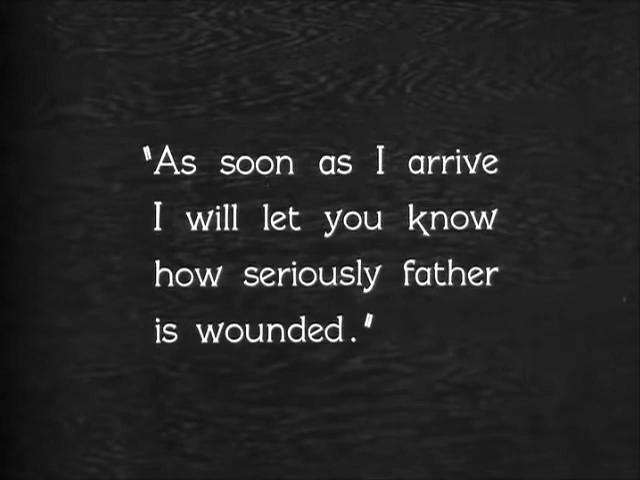 "As soon as I arrive
I will let you know
how seriously father
is wounded."